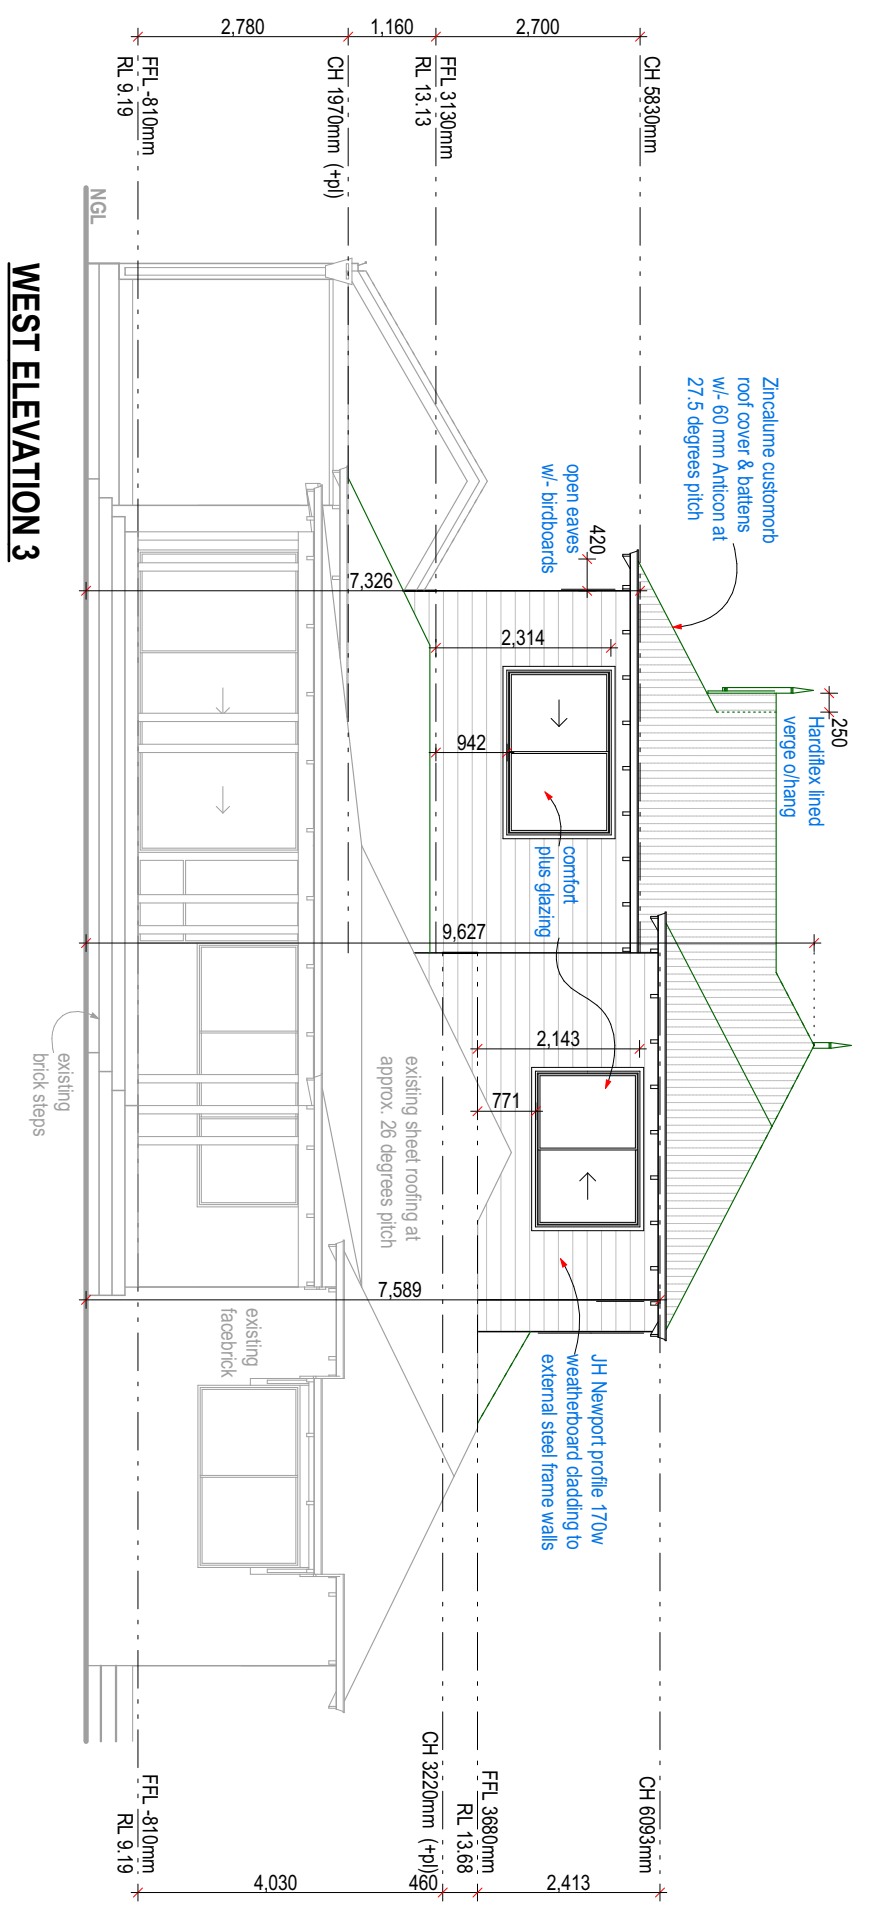 2,780
1,160
2,700
FFL -810mm
RL 9.19
CH 1970mm (+pl)
FFL 3130mm
RL 13.13
CH 5830mm
Zincalume customorb
roof cover & battens
w/- 60 mm Anticon at
27.5 degrees pitch
open eaves
w/- birdboards
420
250
Hardiflex lined
verge o/hang
7,326
2,314
942
comfort
plus glazing
9,627
2,143
771
existing sheet roofing at
approx. 26 degrees pitch
7,589
JH Newport profile 170w
weatherboard cladding to
external steel frame walls
existing
facebrick
existing
brick steps
NGL
WEST ELEVATION 3
FFL -810mm
RL 9.19
CH 3220mm (+pl)
FFL 3680mm
RL 13.68
CH 6093mm
4,030
460
2,413